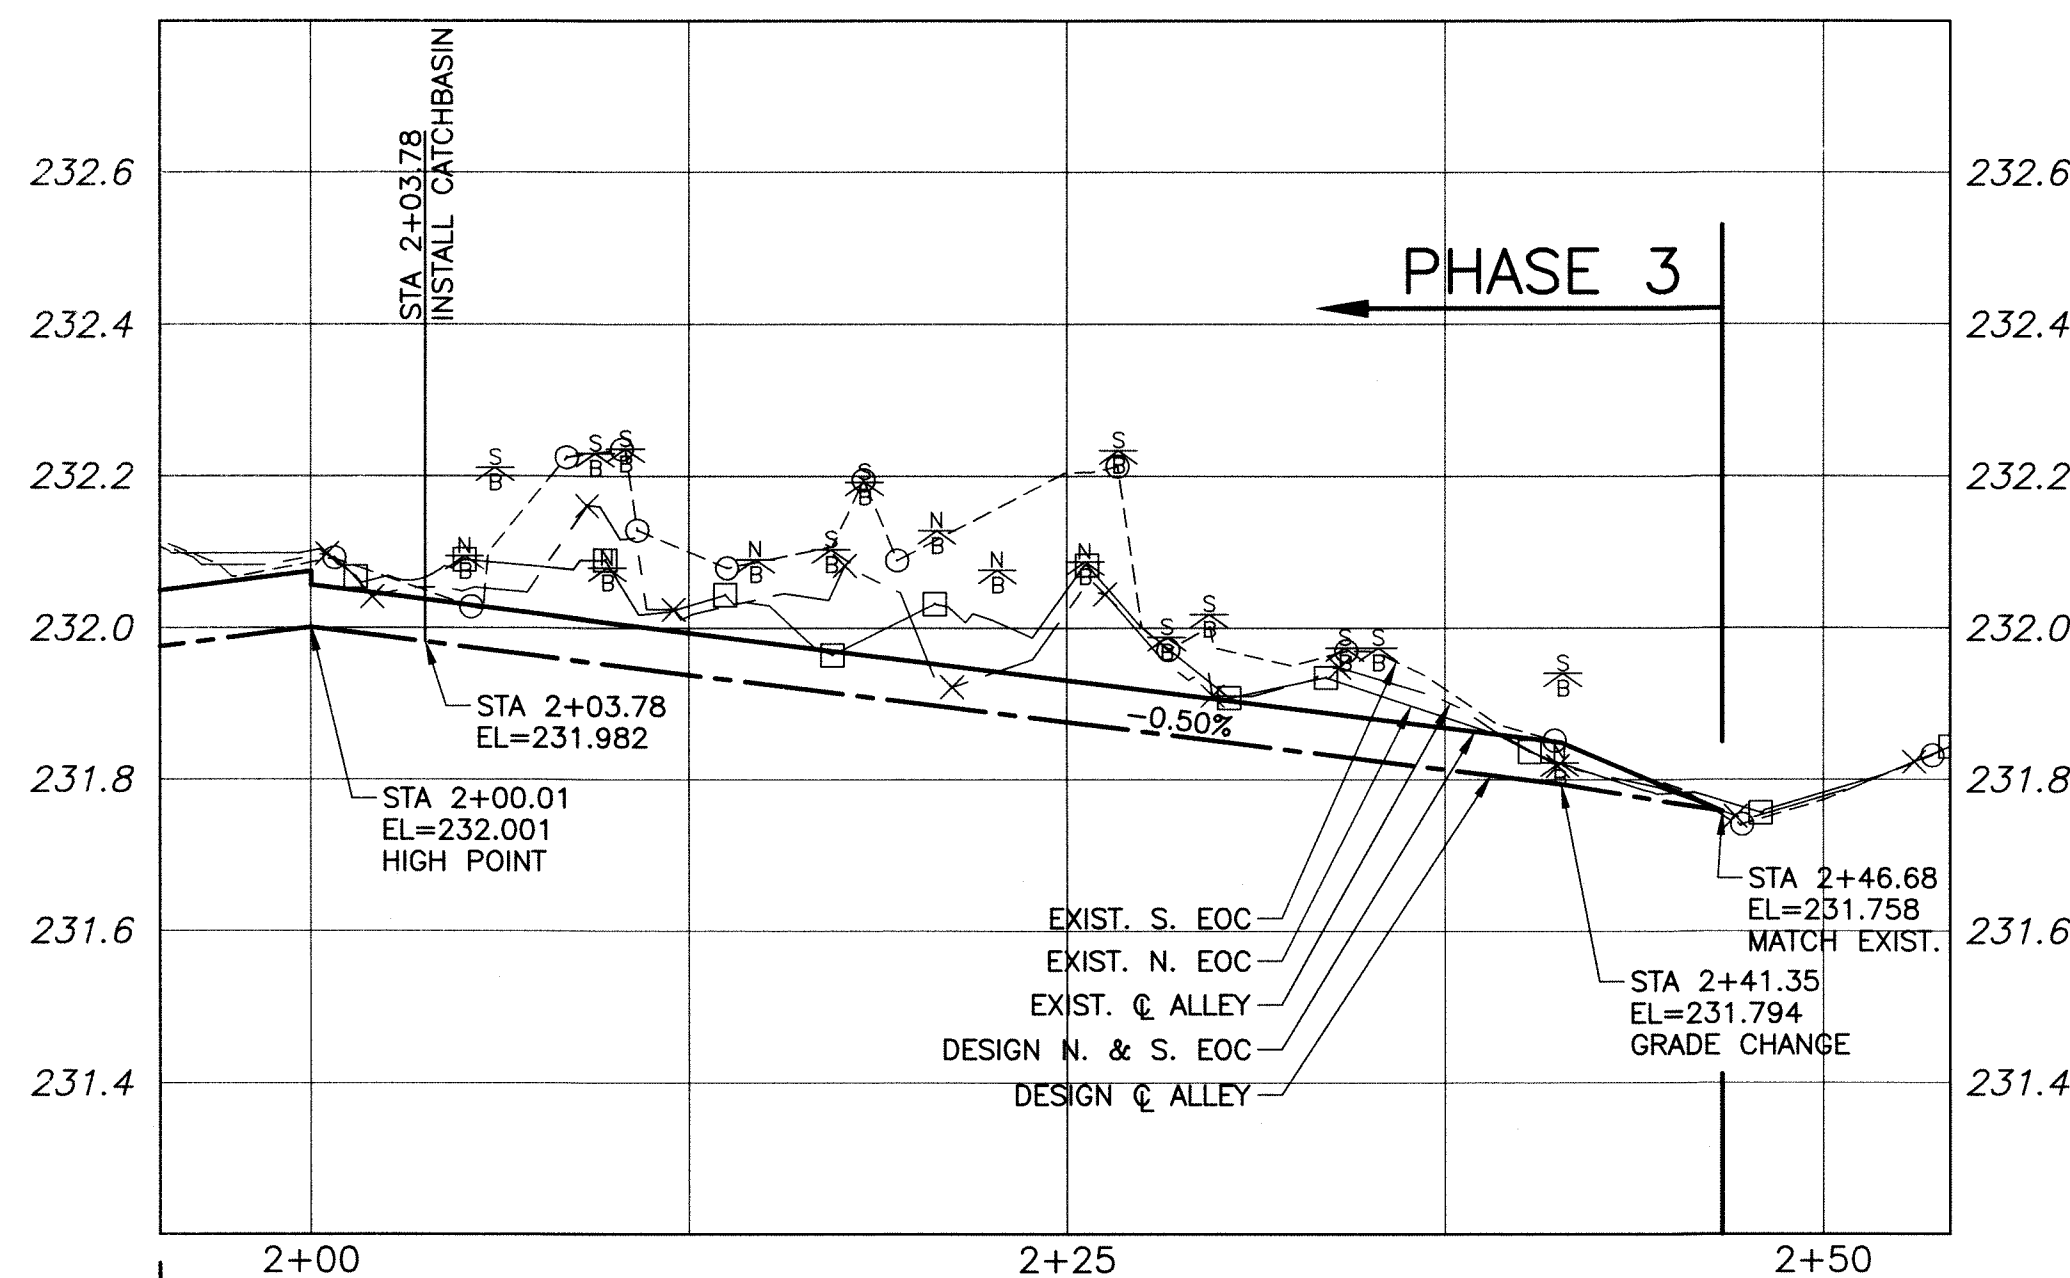 STA 2+03.78
INSTALL CATCHBASIN
232.6
232.6
PHASE 3
232.4
232.4
S
B
S
B
S
B
S
B
S
B
232.2
232.2
N
B
N
B
N
B
S
B
N
B
N
B
N
B
232.0
232.0
S
B
S
B
S
B
S
B
S
B
N
B
-0.50%
STA 2+03.78
EL=231.982
231.8
231.8
STA 2+00.01
EL=232.001
HIGH POINT
STA 2+46.68
EL=231.758
MATCH EXIST.
231.6
231.6
EXIST. S. EOC
EXIST. N. EOC
EXIST. ℄ ALLEY
DESIGN N. & S. EOC
DESIGN ℄ ALLEY
STA 2+41.35
EL=231.794
GRADE CHANGE
231.4
231.4
2+00
2+25
2+50